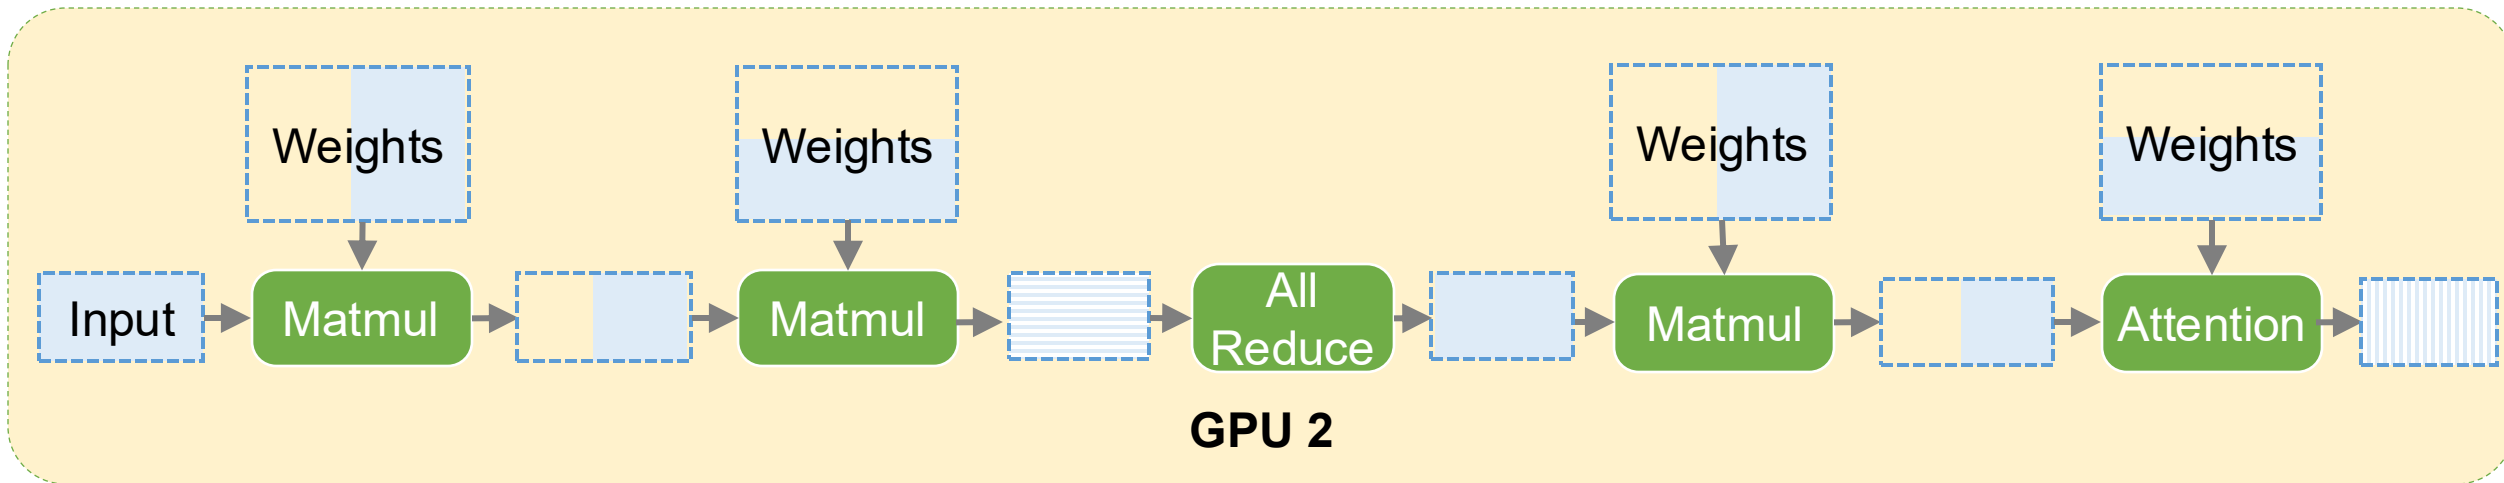 Weights
Weights
Weights
Weights
Input
Matmul
Matmul
All
Reduce
Matmul
Attention
GPU 2